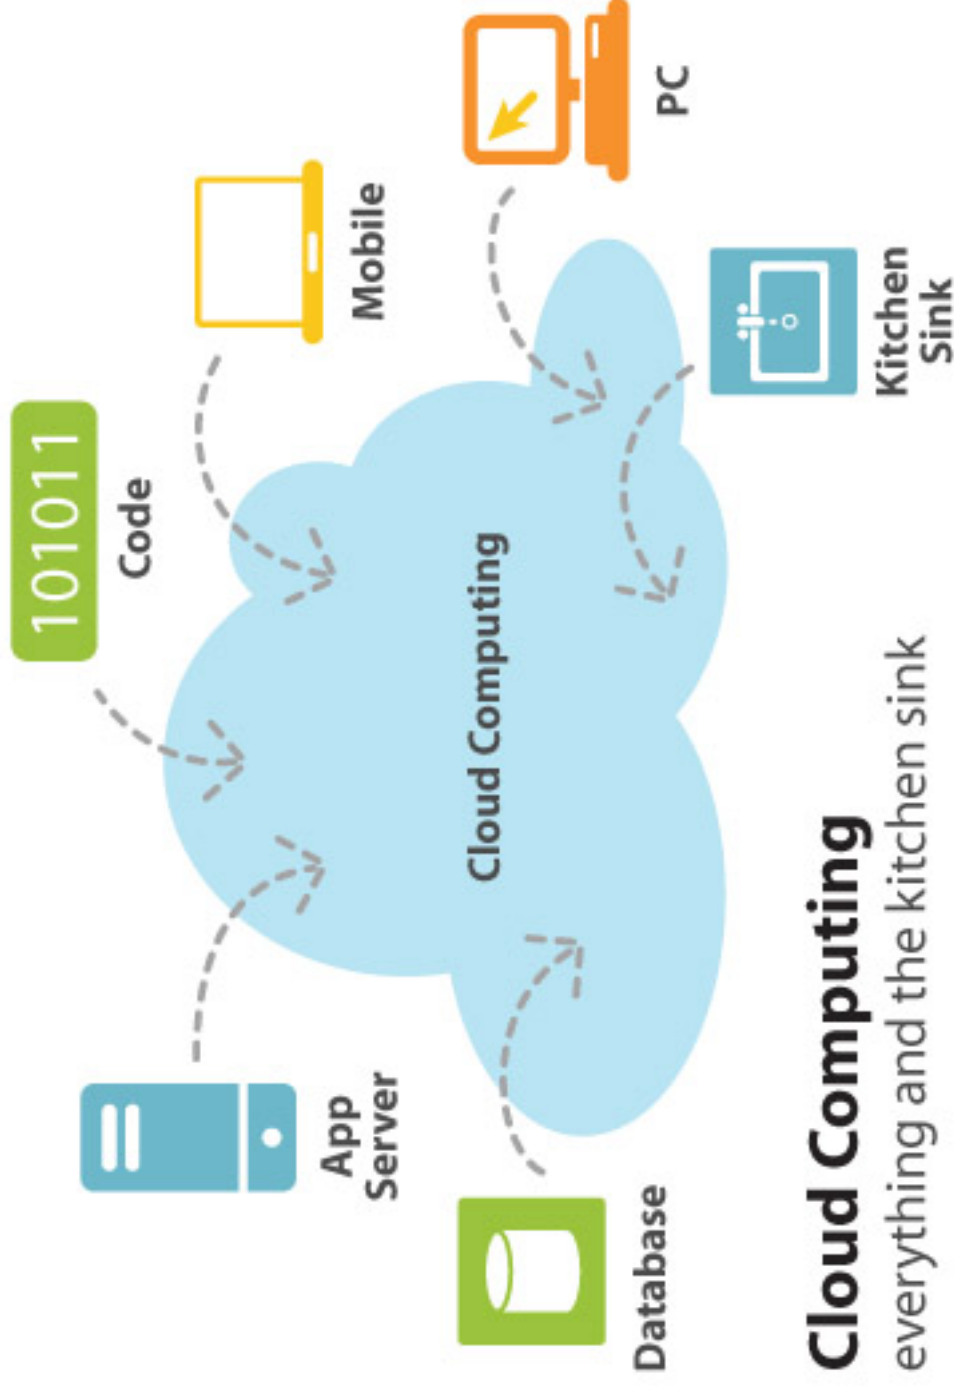 101011
Code
Mobile
App
Server
PC
Database
Cloud Computing
Kitchen
Sink
Cloud Computing
everything and the kitchen sink